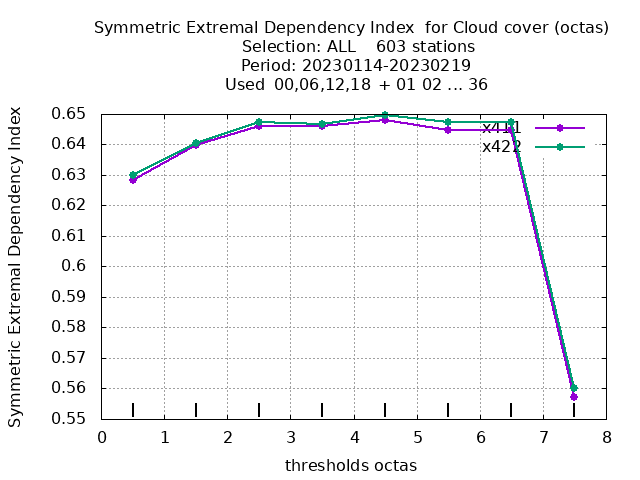 Symmetric Extremal Dependency Index for Cloud cover (octas)
Selection: ALL 603 stations
Period: 20230114-20230219
Used 00,06,12,18 + 01 02 ... 36
Symmetric Extremal Dependency Index
0.65
0.64
0.63
0.62
0.61
0.6
0.59
0.58
0.57
0.56
0.55
x411
x422
0 1 2 3 4 5 6 7 8
thresholds octas